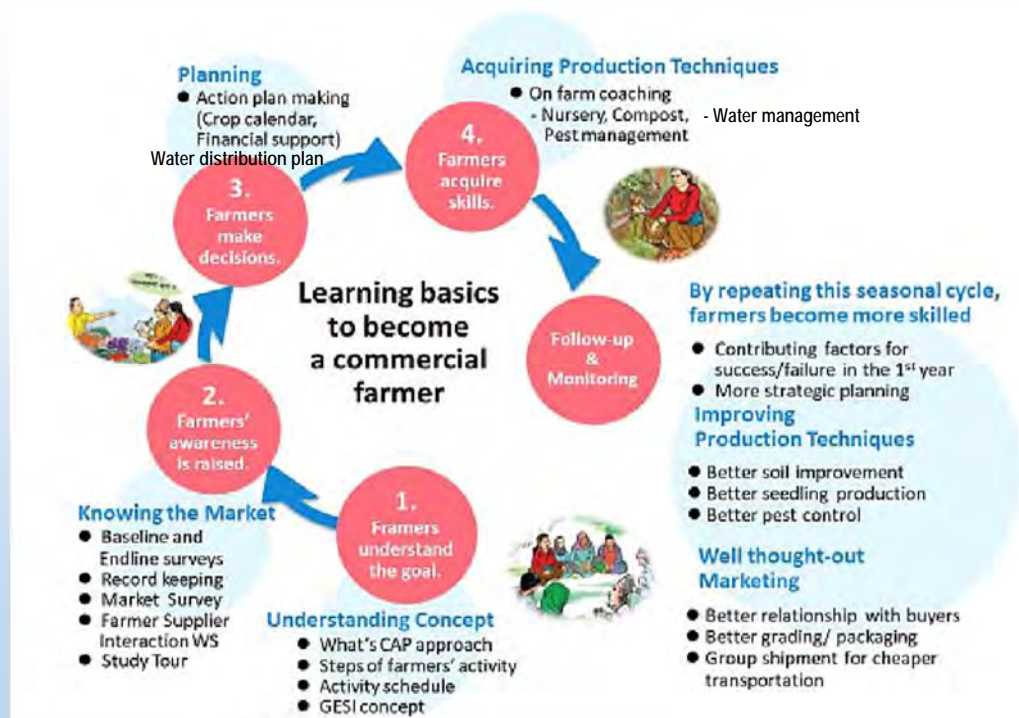 Planning
● Action plan making
(Crop calendar,
Financial support)
Water distribution plan
3.
Farmers
make
decisions.
Acquiring Production Techniques
● On farm coaching
- Nursery, Compost,
Pest management
- Water management
4.
Farmers
acquire
skills.
Learning basics
to become
a commercial
farmer
Follow-up
&
Monitoring
2.
Farmers'
awareness
is raised.
Knowing the Market
● Baseline and
Endline surveys
● Record keeping
● Market Survey
● Farmer Supplier
Interaction WS
● Study Tour
1.
Framers
understand
the goal.
Understanding Concept
● What's CAP approach
● Steps of farmers' activity
● Activity schedule
● GESI concept
By repeating this seasonal cycle,
farmers become more skilled
● Contributing factors for
success/failure in the 1st year
● More strategic planning
Improving
Production Techniques
● Better soil improvement
● Better seedling production
● Better pest control
Well thought-out
Marketing
● Better relationship with buyers
● Better grading/ packaging
● Group shipment for cheaper
transportation